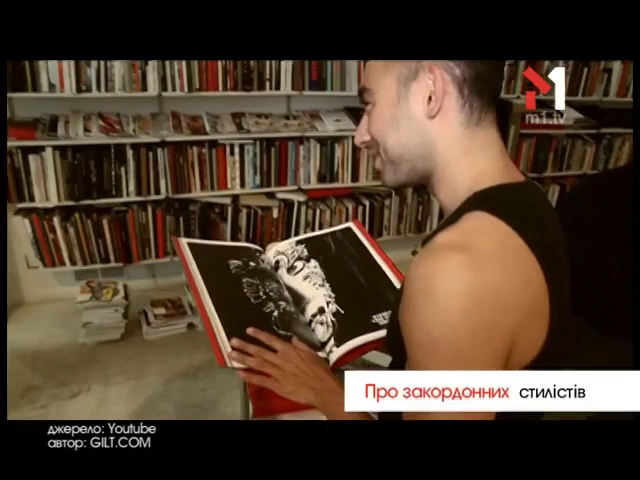 m1.tv
Про закордонних стилістів
джерело: Youtube
автор: GILT.COM